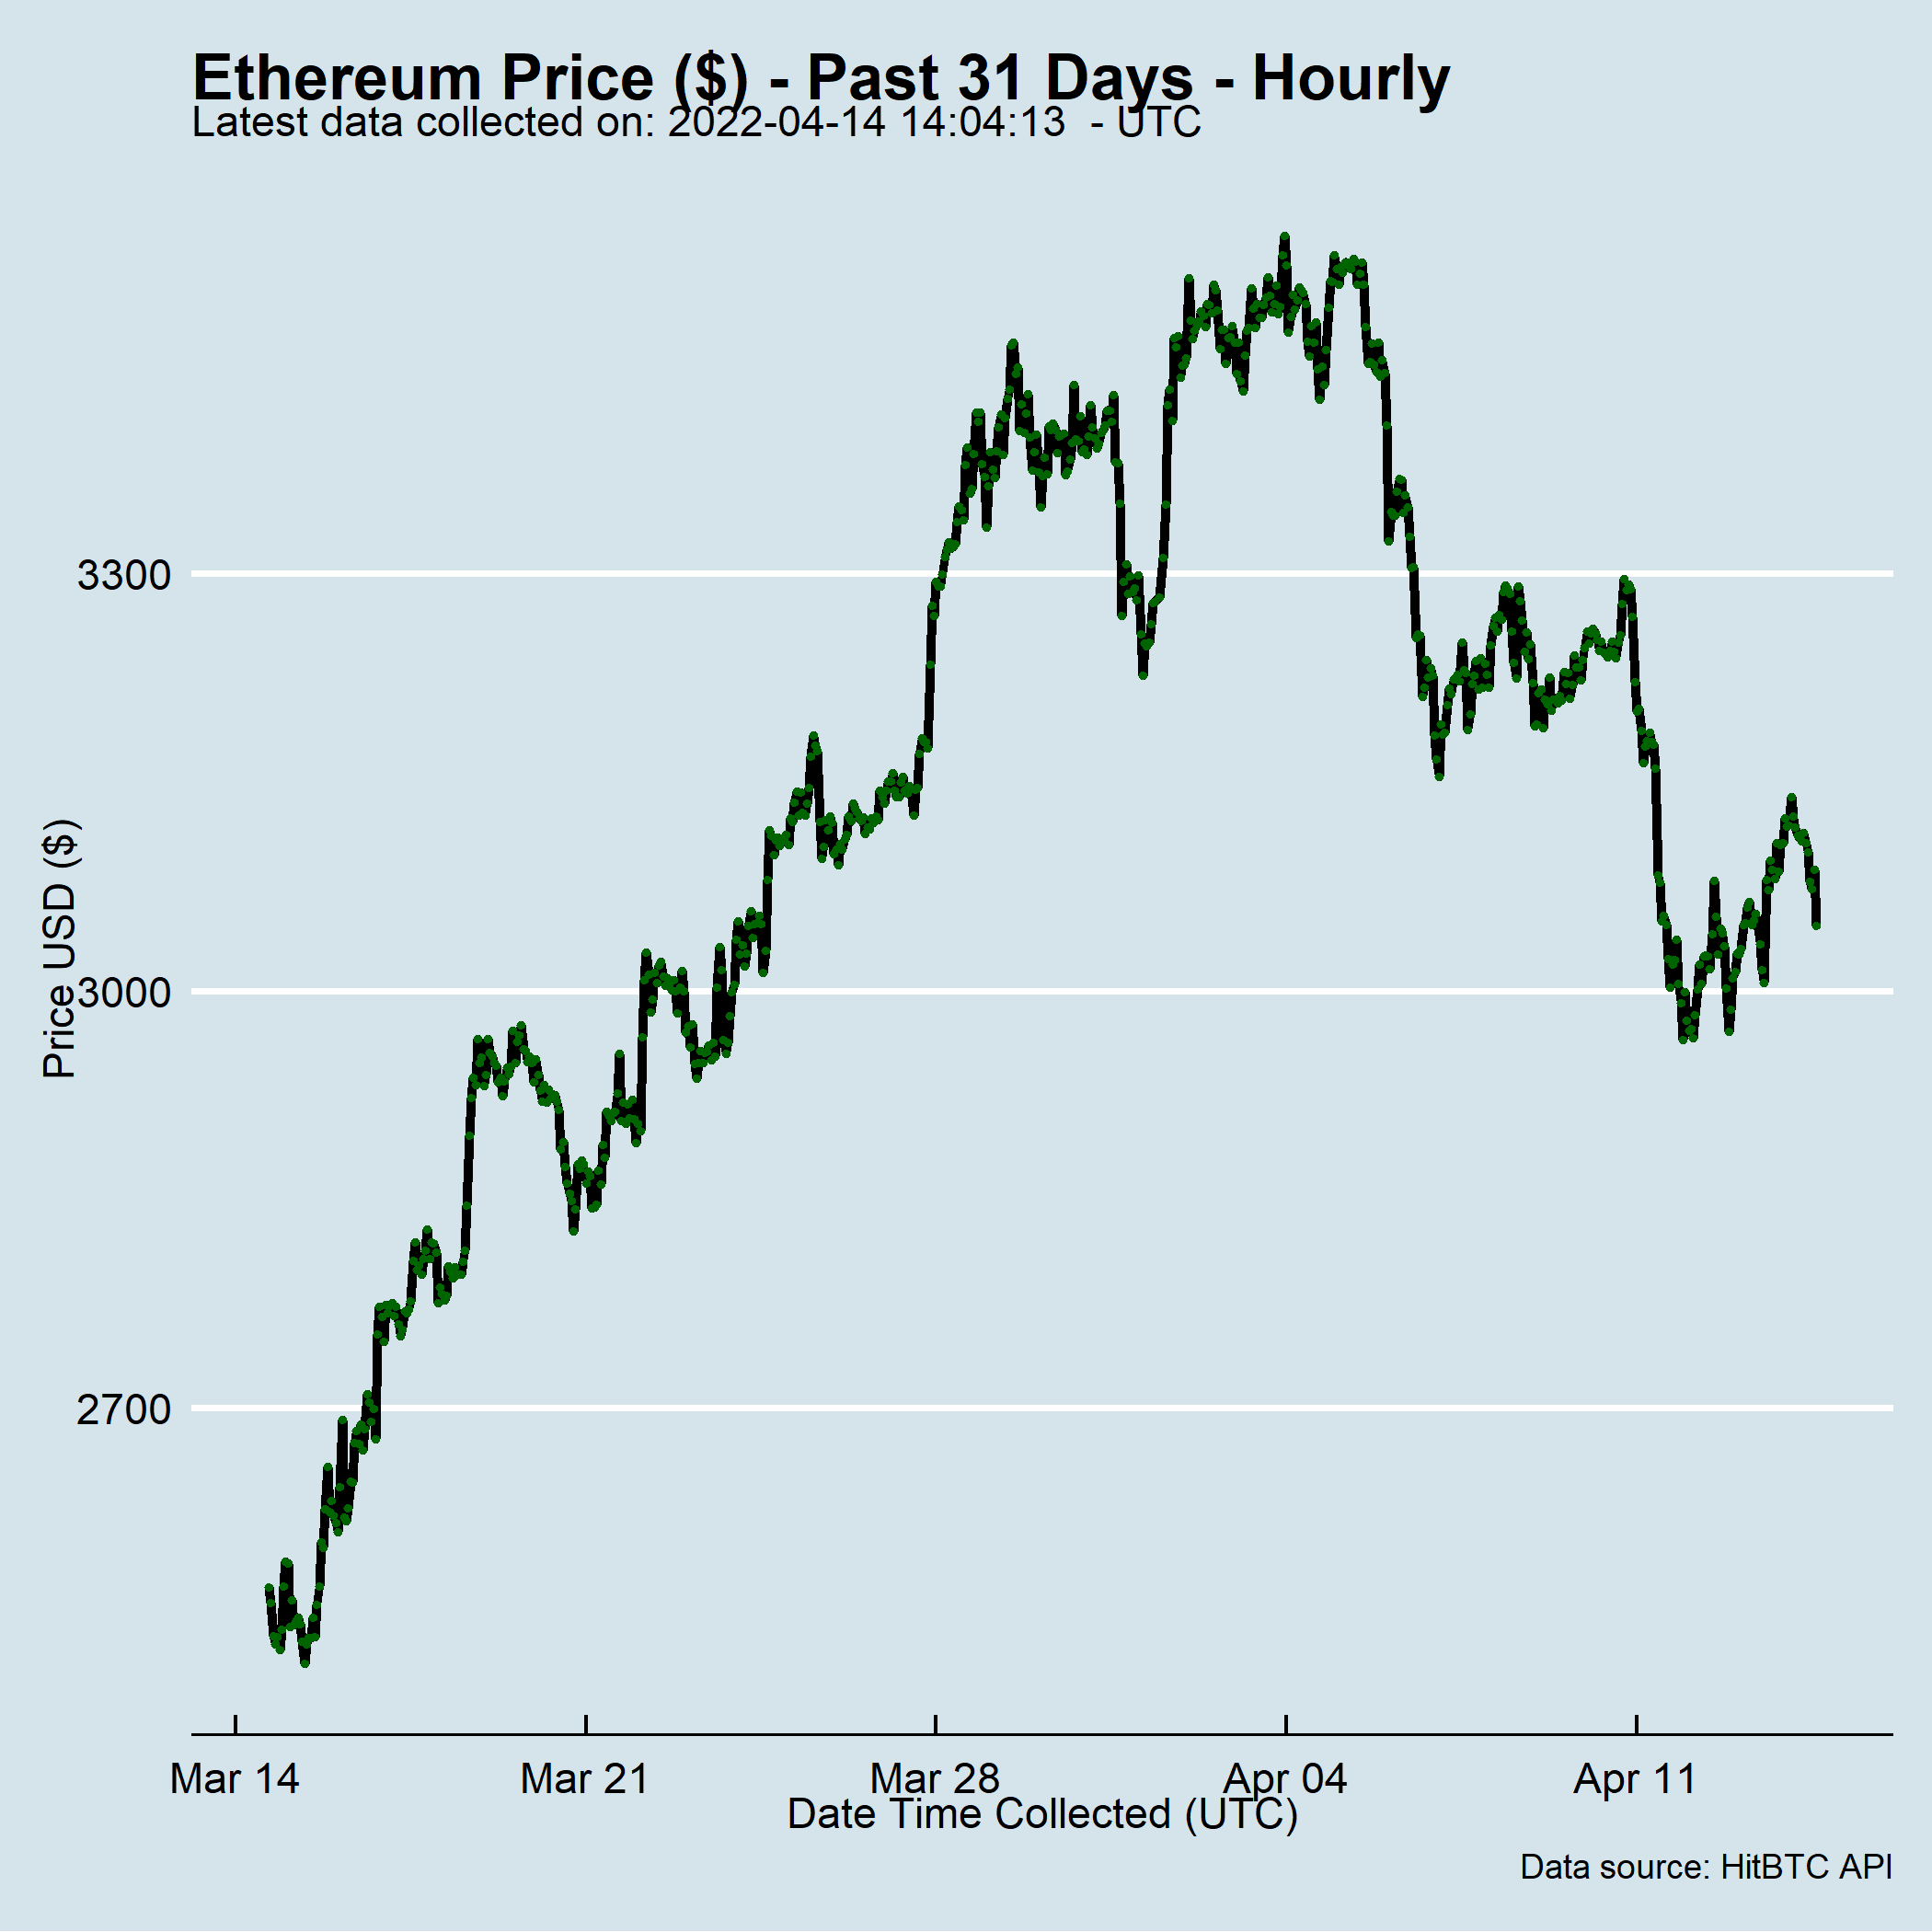 Ethereum Price ($) - Past 31 Days - Hourly
Latest data collected on: 2022-04-14 14:04:13  - UTC
Price USD ($)
3300
3000
2700
Mar 14
Mar 21
Mar 28
Apr 04
Apr 11
Date Time Collected (UTC)
Data source: HitBTC API